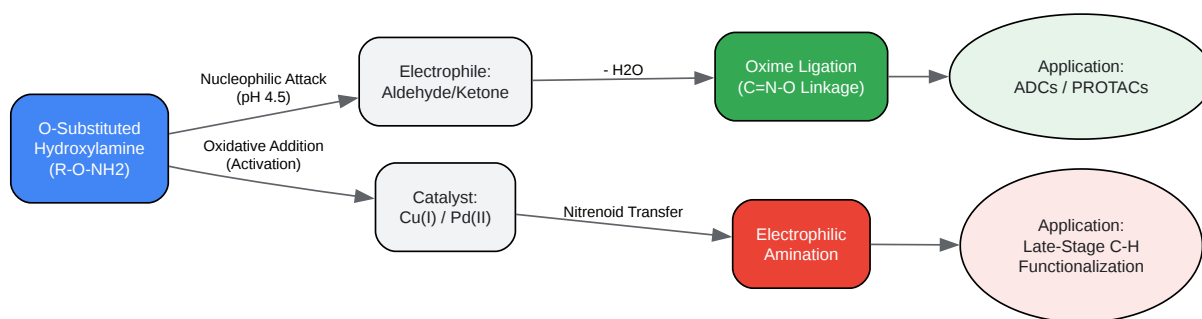 O-Substituted
Hydroxylamine
(R-O-NH2)
Nucleophilic Attack
(pH 4.5)
Electrophile:
Aldehyde/Ketone
- H2O
Oxime Ligation
(C=N-O Linkage)
Application:
ADCs / PROTACs
Oxidative Addition
(Activation)
Catalyst:
Cu(I) / Pd(II)
Nitrenoid Transfer
Electrophilic
Amination
Application:
Late-Stage C-H
Functionalization